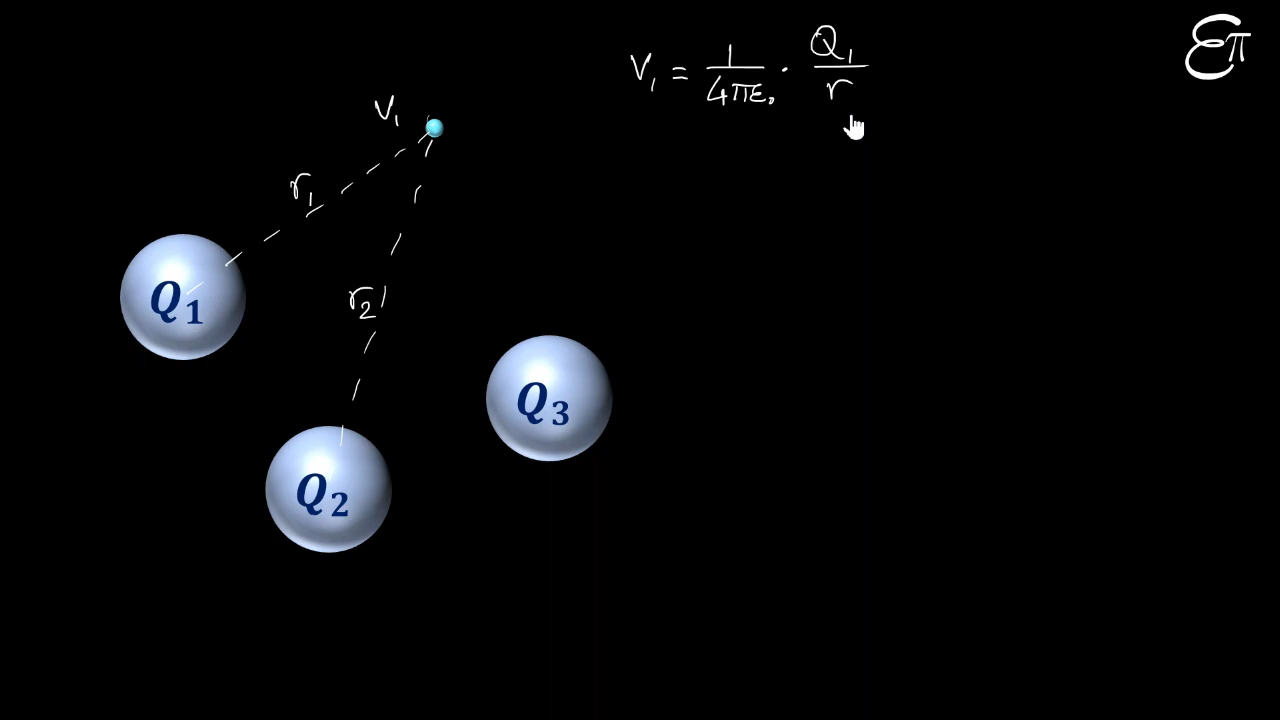 V₁ = 1/4πε₀ · Q₁/r
V₁
r₁
r₂
Q₁
Q₃
Q₂
επ